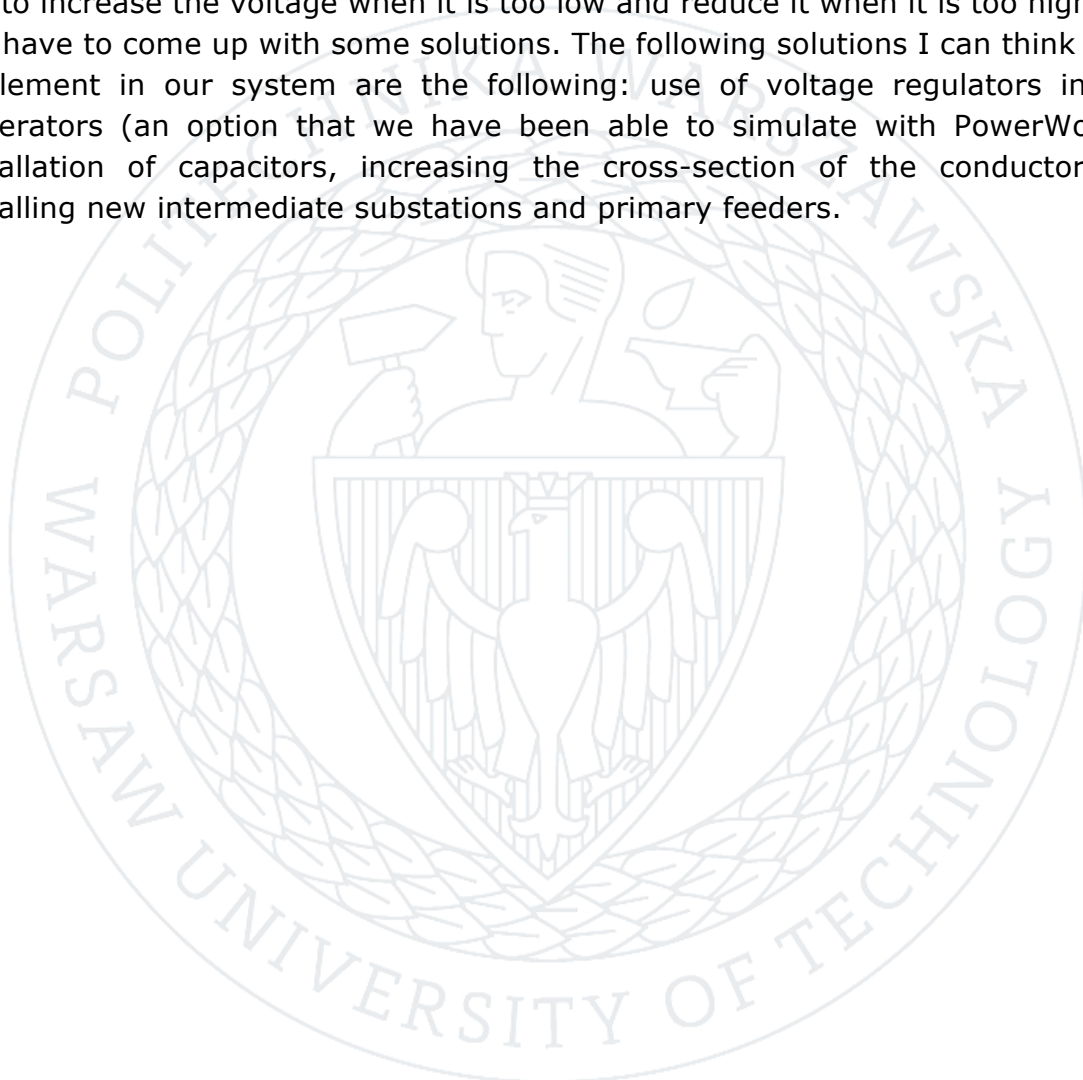 to increase the voltage when it is too low and reduce it when it is too high
have to come up with some solutions. The following solutions I can think
lement in our system are the following: use of voltage regulators in
erators (an option that we have been able to simulate with PowerWo
allation of capacitors, increasing the cross-section of the conductor
alling new intermediate substations and primary feeders.
POLITECHNIKA WARSZAWSKA
WARSAW UNIVERSITY OF TECHNOLOGY